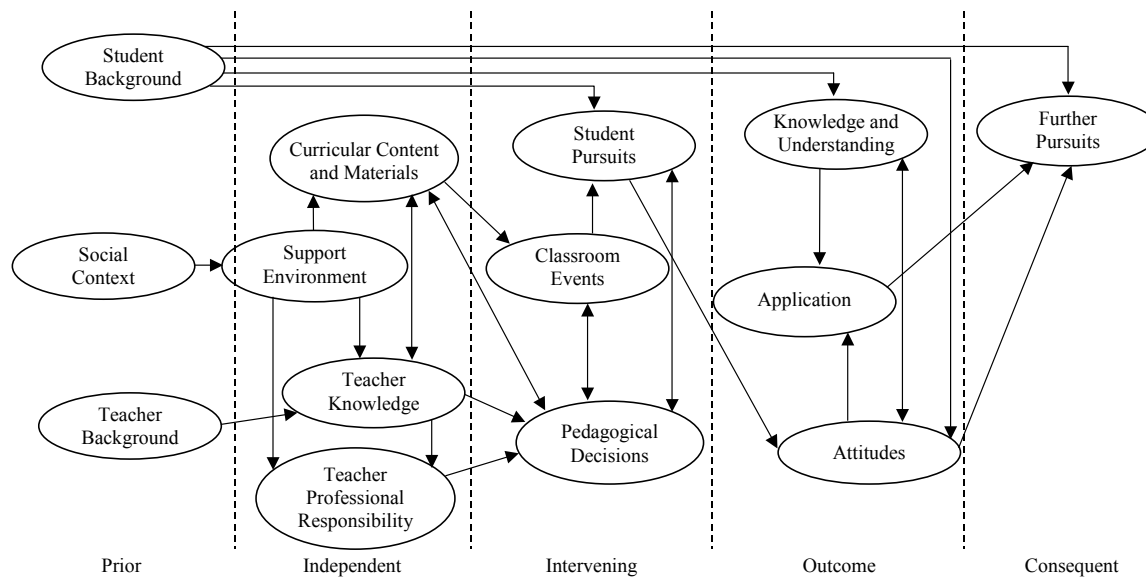 Student
Background
Social
Context
Teacher
Background
Curricular Content
and Materials
Support
Environment
Teacher
Knowledge
Teacher
Professional
Responsibility
Student
Pursuits
Classroom
Events
Pedagogical
Decisions
Knowledge and
Understanding
Application
Attitudes
Further
Pursuits
Prior
Independent
Intervening
Outcome
Consequent